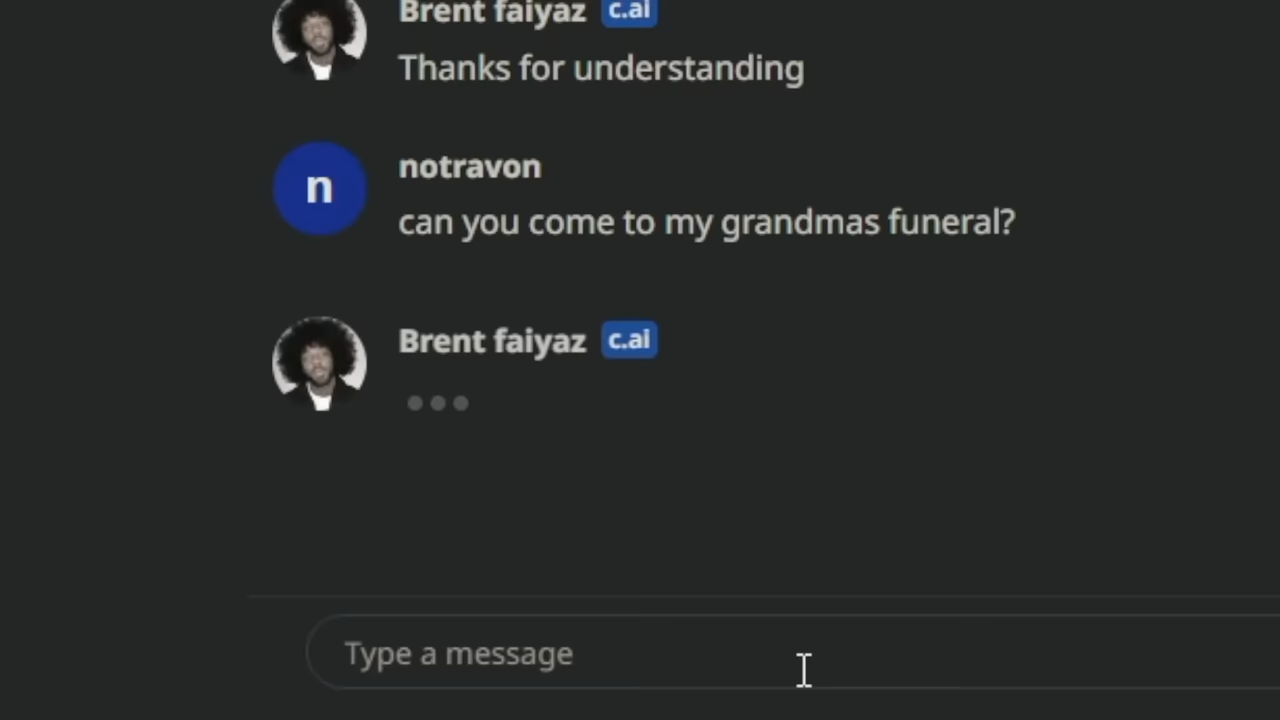 Brent faiyaz c.ai
Thanks for understanding
n
notravon
can you come to my grandmas funeral?
Brent faiyaz c.ai
Type a message